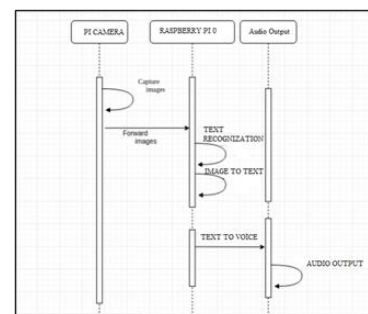 PI CAMERA
RASPBERRY PI 0
Audio Output
Capture
images
Forward
images
TEXT
RECOGNIZATION
IMAGE TO TEXT
TEXT TO VOICE
AUDIO OUTPUT